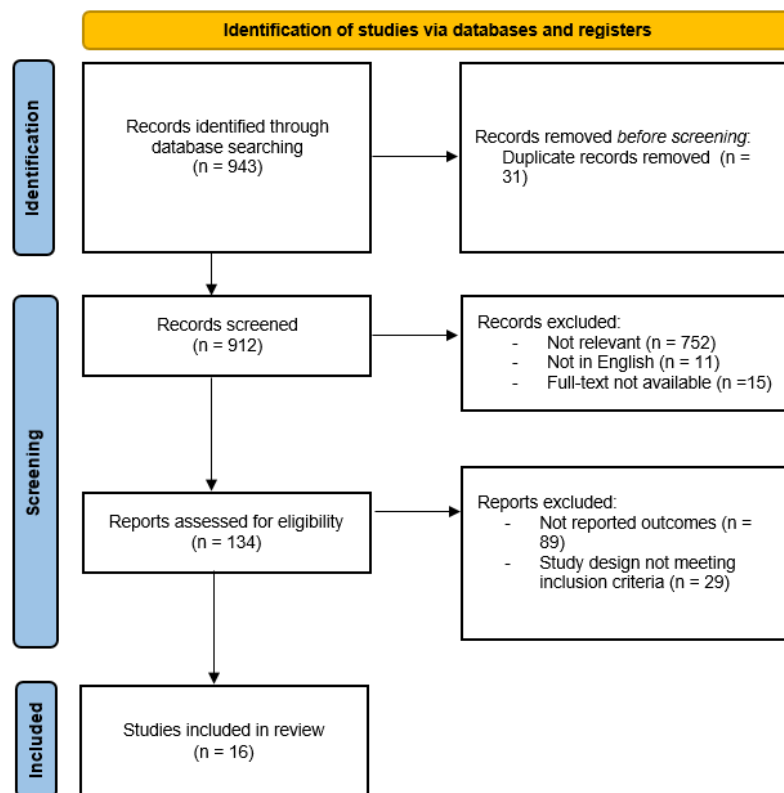 Identification of studies via databases and registers
Identification
Records identified through
database searching
(n = 943)
Records removed before screening:
Duplicate records removed (n =
31)
Screening
Records screened
(n = 912)
Records excluded:
- Not relevant (n = 752)
- Not in English (n = 11)
- Full-text not available (n =15)
Reports assessed for eligibility
(n = 134)
Reports excluded:
- Not reported outcomes (n =
89)
- Study design not meeting
inclusion criteria (n = 29)
Included
Studies included in review
(n = 16)